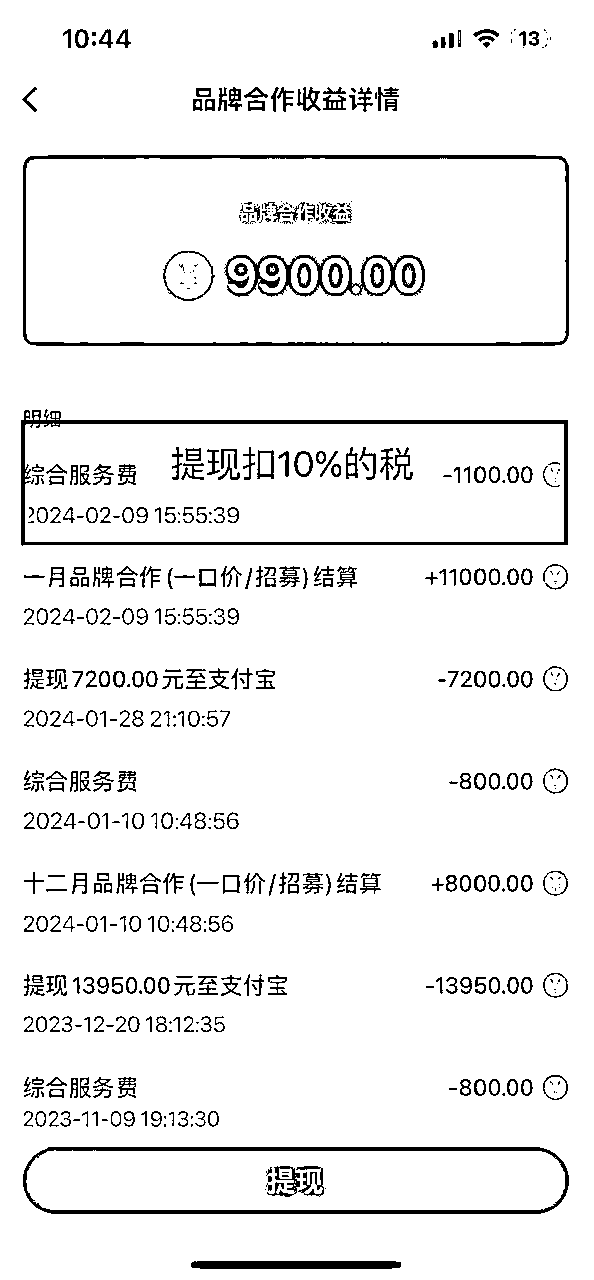 10:44
13
品牌合作收益详情
品牌合作收益
9900.00
明细
提现扣10%的税
综合服务费 -1100.00
2024-02-09 15:55:39
一月品牌合作(一口价/招募)结算 +11000.00
2024-02-09 15:55:39
提现7200.00元至支付宝 -7200.00
2024-01-28 21:10:57
综合服务费 -800.00
2024-01-10 10:48:56
十二月品牌合作(一口价/招募)结算 +8000.00
2024-01-10 10:48:56
提现13950.00元至支付宝 -13950.00
2023-12-20 18:12:35
综合服务费 -800.00
2023-11-09 19:13:30
提现